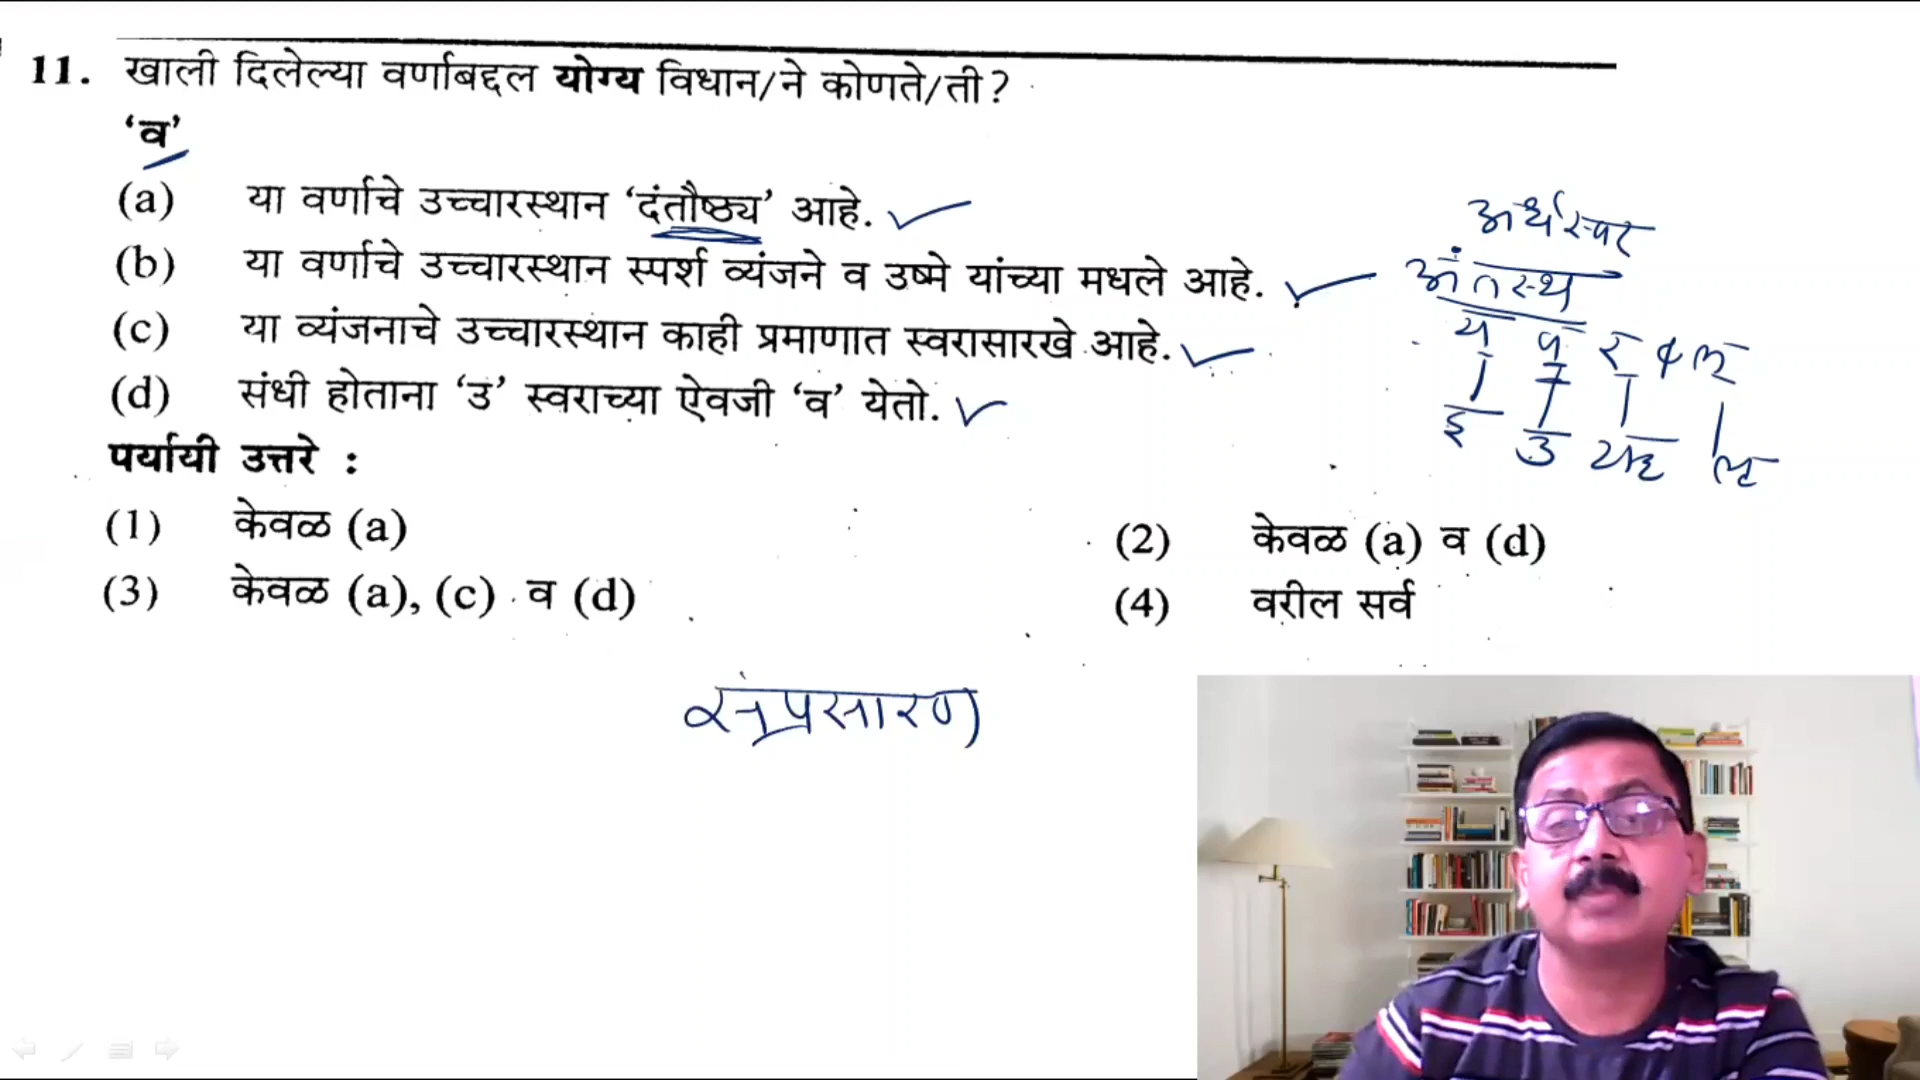 11. खाली दिलेल्या वर्णाबद्दल योग्य विधान/ने कोणते/ती?
‘व’
(a) या वर्णाचे उच्चारस्थान ‘दंतौष्ठ्य’ आहे.
(b) या वर्णाचे उच्चारस्थान स्पर्श व्यंजने व उष्मे यांच्या मधले आहे.
(c) या व्यंजनाचे उच्चारस्थान काही प्रमाणात स्वरासारखे आहे.
(d) संधी होताना ‘उ’ स्वराच्या ऐवजी ‘व’ येतो.
पर्यायी उत्तरे :
(1) केवळ (a)
(2) केवळ (a) व (d)
(3) केवळ (a), (c) व (d)
(4) वरील सर्व
अर्धस्वर
अंतस्थ
य व र ल
इ उ
संप्रसारण